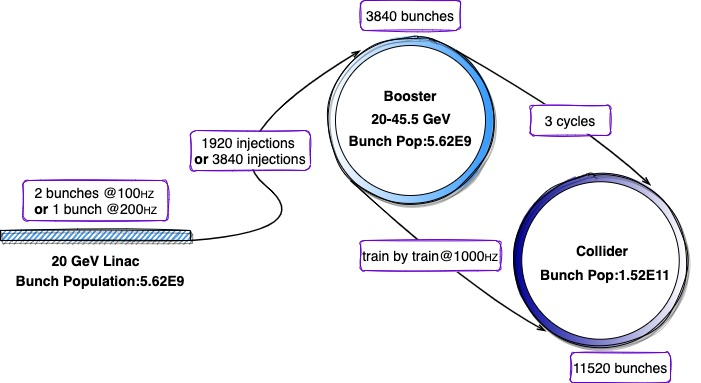 3840 bunches
Booster
20-45.5 GeV
Bunch Pop:5.62E9
3 cycles
1920 injections
or 3840 injections
2 bunches @100HZ
or 1 bunch @200HZ
20 GeV Linac
Bunch Population:5.62E9
train by train@1000HZ
Collider
Bunch Pop:1.52E11
11520 bunches